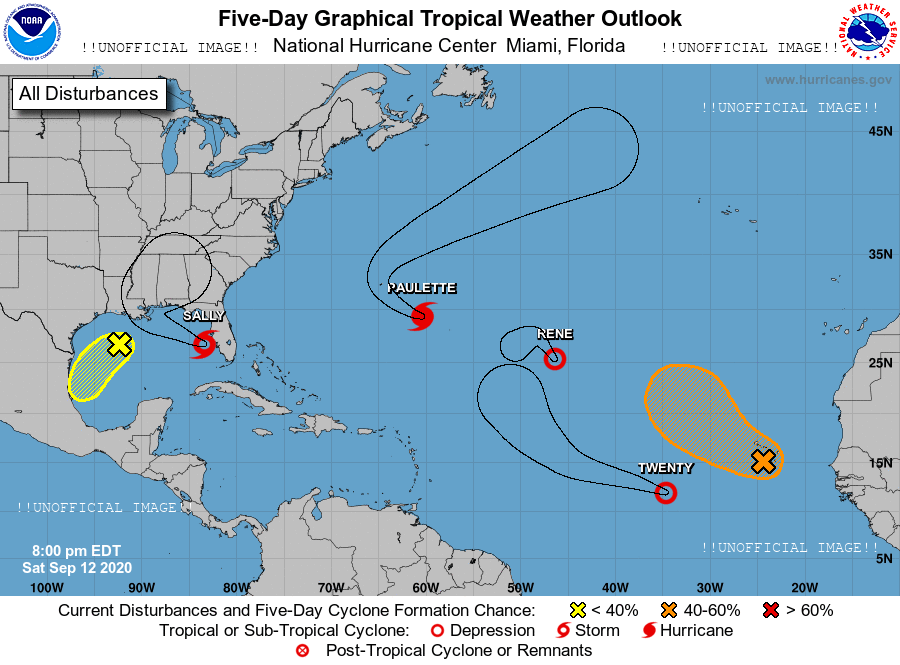 Five-Day Graphical Tropical Weather Outlook
!!UNOFFICIAL IMAGE!! National Hurricane Center Miami, Florida !!UNOFFICIAL IMAGE!!
NOAA
All Disturbances
www.hurricanes.gov
!!UNOFFICIAL IMAGE!!
45N
35N
PAULETTE
SALLY
RENE
25N
TWENTY
15N
!!UNOFFICIAL IMAGE!!
8:00 pm EDT
Sat Sep 12 2020
!!UNOFFICIAL IMAGE!!
5N
100W 90W 80W 70W 60W 50W 40W 30W 20W
Current Disturbances and Five-Day Cyclone Formation Chance: < 40% 40-60% > 60%
Tropical or Sub-Tropical Cyclone: Depression Storm Hurricane
Post-Tropical Cyclone or Remnants